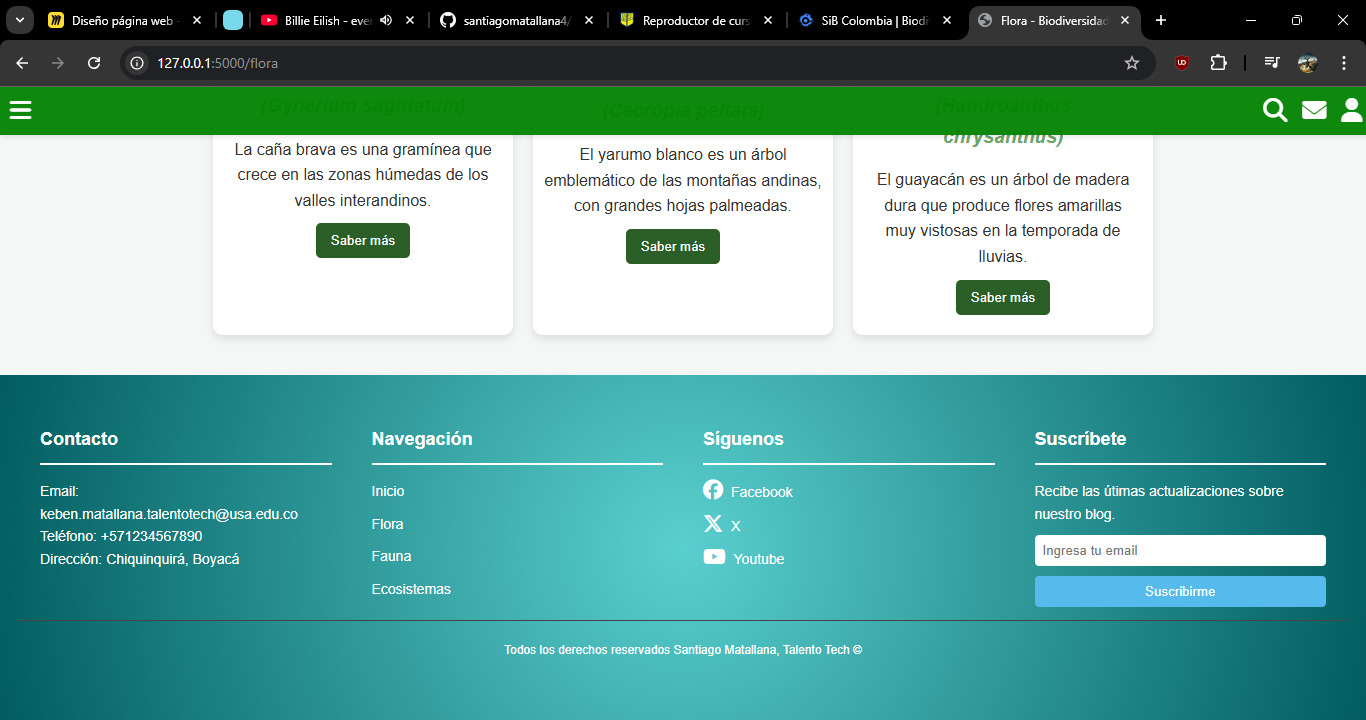 Diseño página web -
Billie Eilish - ever
santiagomatallana4/
Reproductor de curs
SiB Colombia | Biodi
Flora - Biodiversidad
127.0.0.1:5000/flora
(Gynerium sagittatum)
(Cecropia peltata)
(Handroanthus
chrysanthus)
La caña brava es una gramínea que
crece en las zonas húmedas de los
valles interandinos.
Saber más
El yarumo blanco es un árbol
emblemático de las montañas andinas,
con grandes hojas palmeadas.
Saber más
El guayacán es un árbol de madera
dura que produce flores amarillas
muy vistosas en la temporada de
lluvias.
Saber más
Contacto
Email:
keben.matallana.talentotech@usa.edu.co
Teléfono: +571234567890
Dirección: Chiquinquirá, Boyacá
Navegación
Inicio
Flora
Fauna
Ecosistemas
Síguenos
Facebook
X
Youtube
Suscríbete
Recibe las útimas actualizaciones sobre
nuestro blog.
Ingresa tu email
Suscribirme
Todos los derechos reservados Santiago Matallana, Talento Tech ©